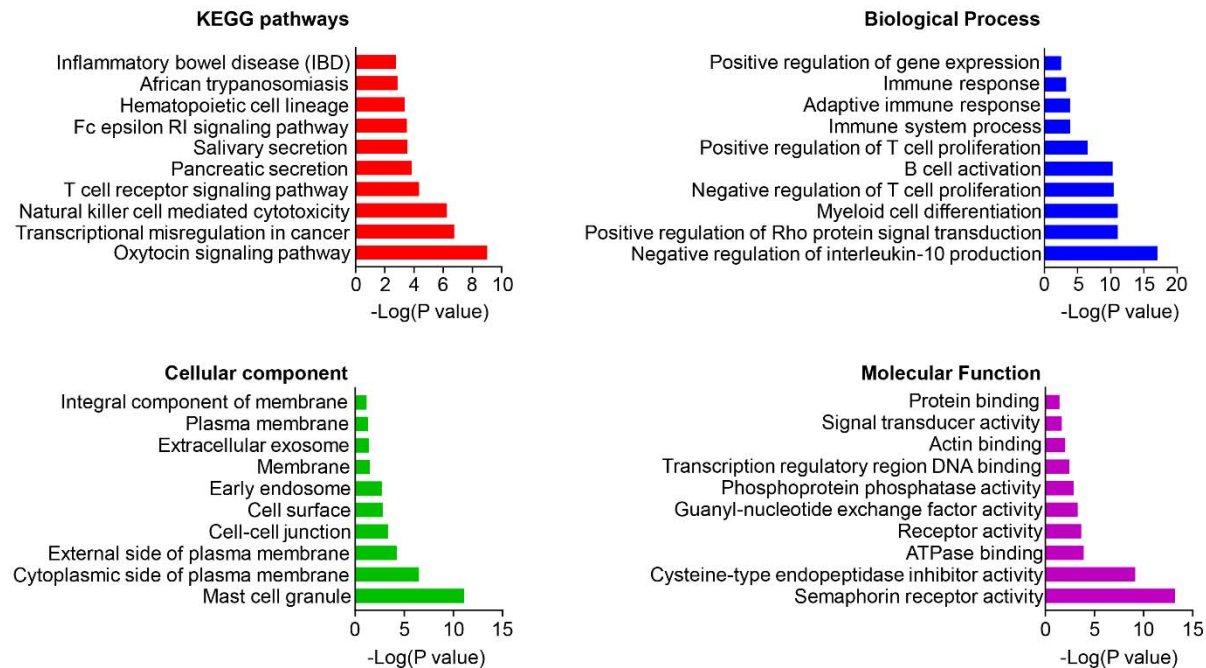 KEGG pathways
Inflammatory bowel disease (IBD)
African trypanosomiasis
Hematopoietic cell lineage
Fc epsilon RI signaling pathway
Salivary secretion
Pancreatic secretion
T cell receptor signaling pathway
Natural killer cell mediated cytotoxicity
Transcriptional misregulation in cancer
Oxytocin signaling pathway
0 2 4 6 8 10
-Log(P value)
Biological Process
Positive regulation of gene expression
Immune response
Adaptive immune response
Immune system process
Positive regulation of T cell proliferation
B cell activation
Negative regulation of T cell proliferation
Myeloid cell differentiation
Positive regulation of Rho protein signal transduction
Negative regulation of interleukin-10 production
0 5 10 15 20
-Log(P value)
Cellular component
Integral component of membrane
Plasma membrane
Extracellular exosome
Membrane
Early endosome
Cell surface
Cell-cell junction
External side of plasma membrane
Cytoplasmic side of plasma membrane
Mast cell granule
0 5 10 15
-Log(P value)
Molecular Function
Protein binding
Signal transducer activity
Actin binding
Transcription regulatory region DNA binding
Phosphoprotein phosphatase activity
Guanyl-nucleotide exchange factor activity
Receptor activity
ATPase binding
Cysteine-type endopeptidase inhibitor activity
Semaphorin receptor activity
0 5 10 15
-Log(P value)